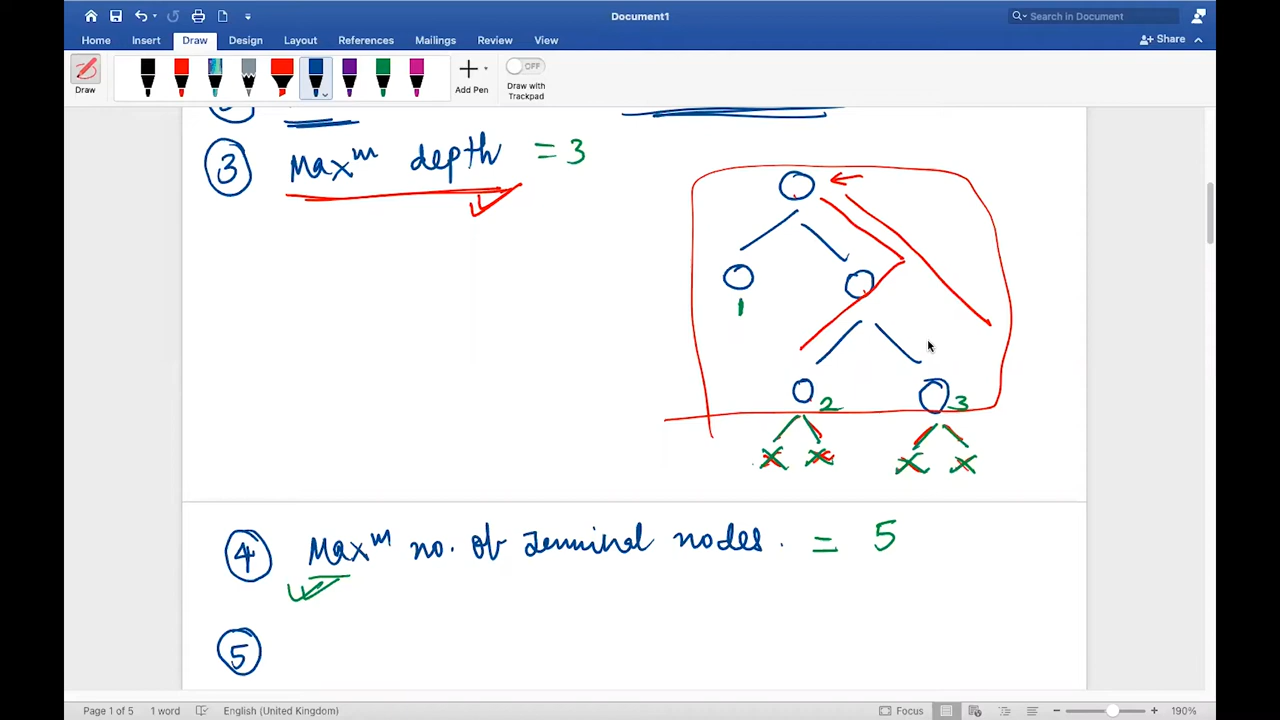 Document1
Search in Document
Home Insert Draw Design Layout References Mailings Review View
Share
Draw
Add Pen
OFF
Draw with Trackpad
3 Maxm depth = 3
1
2 3
x x x x
4 Maxm no. of Terminal nodes. = 5
5
Page 1 of 5 1 word English (United Kingdom) Focus 190%